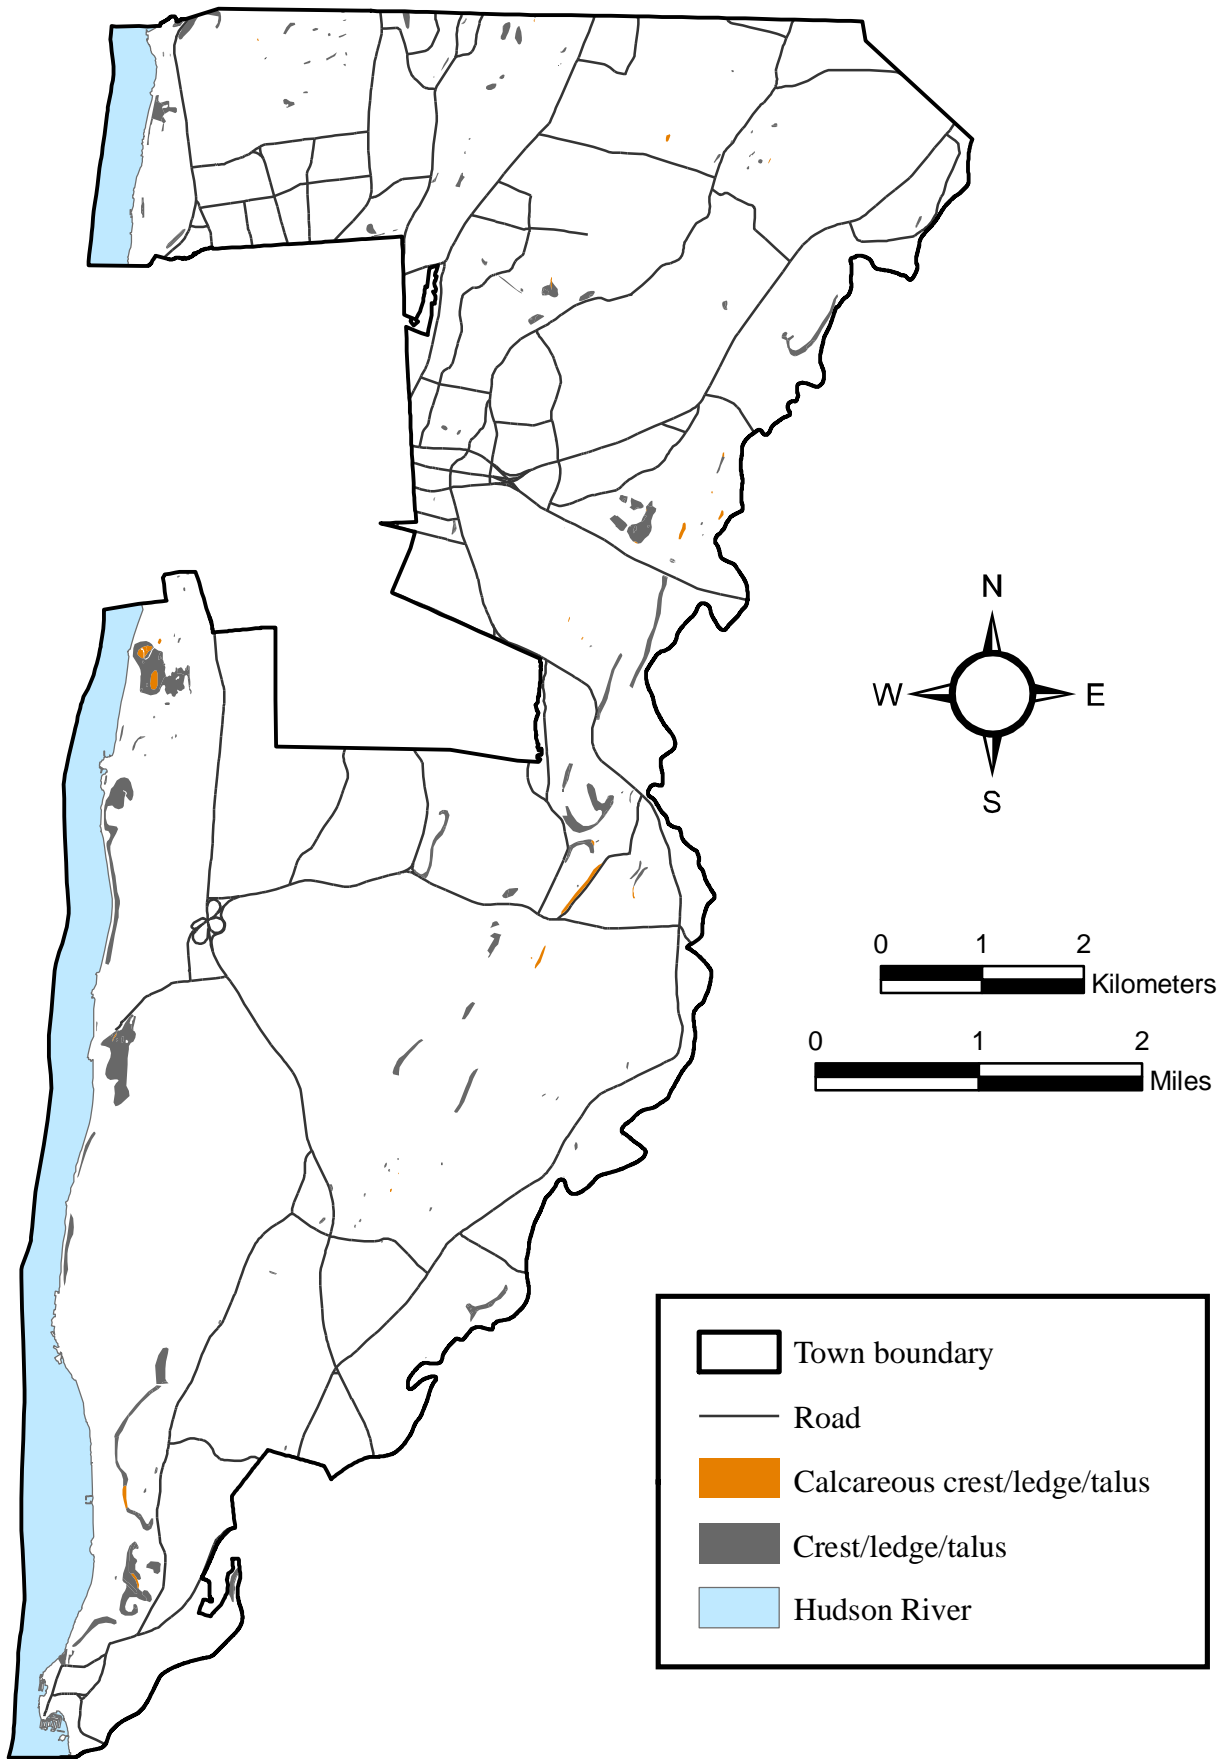 N
W E
S
0 1 2
Kilometers
0 1 2
Miles
Town boundary
Road
Calcareous crest/ledge/talus
Crest/ledge/talus
Hudson River